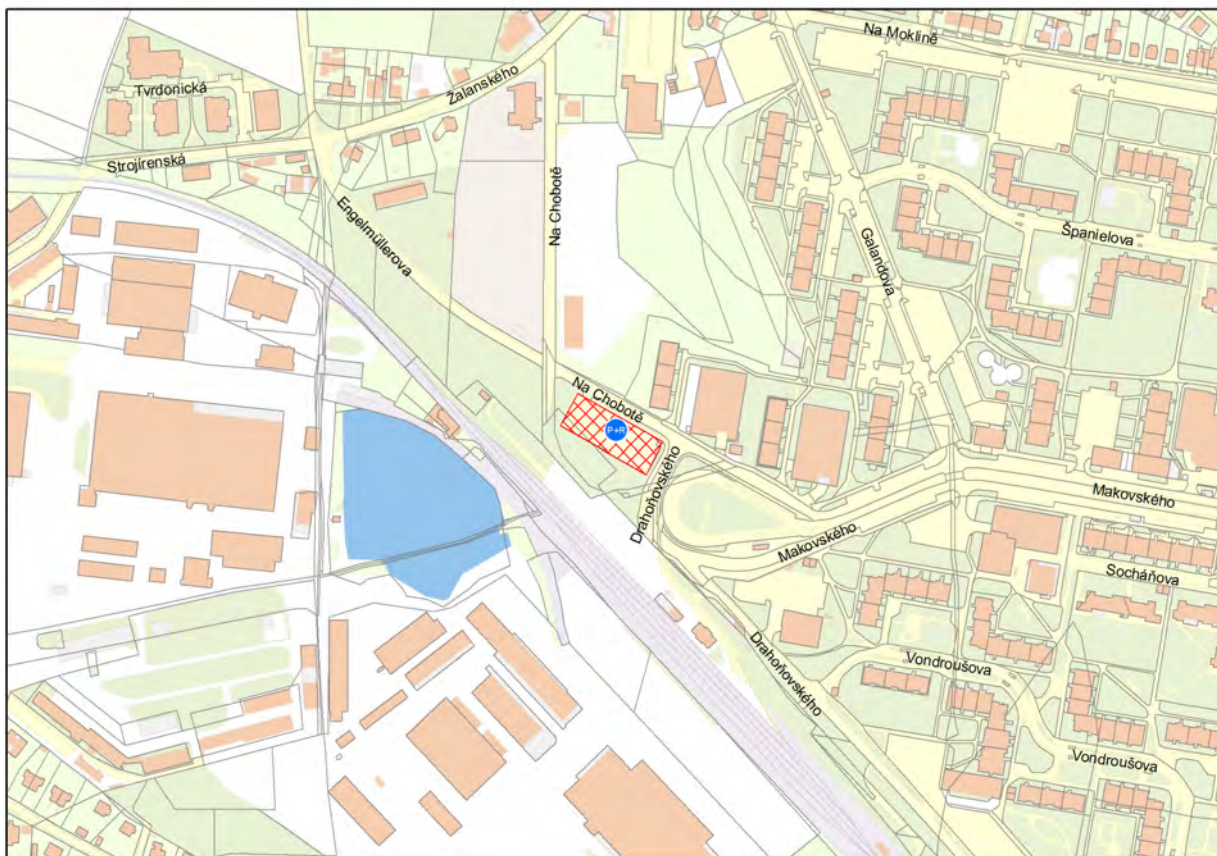 Na Moklině
Tvrdonická
Žalanského
Strojírenská
Na Chobotě
Engelmüllerova
Galandova
Španielova
Na Chobotě
P+R
Drahoňovského
Makovského
Makovského
Socháňova
Drahoňovského
Vondroušova
Vondroušova